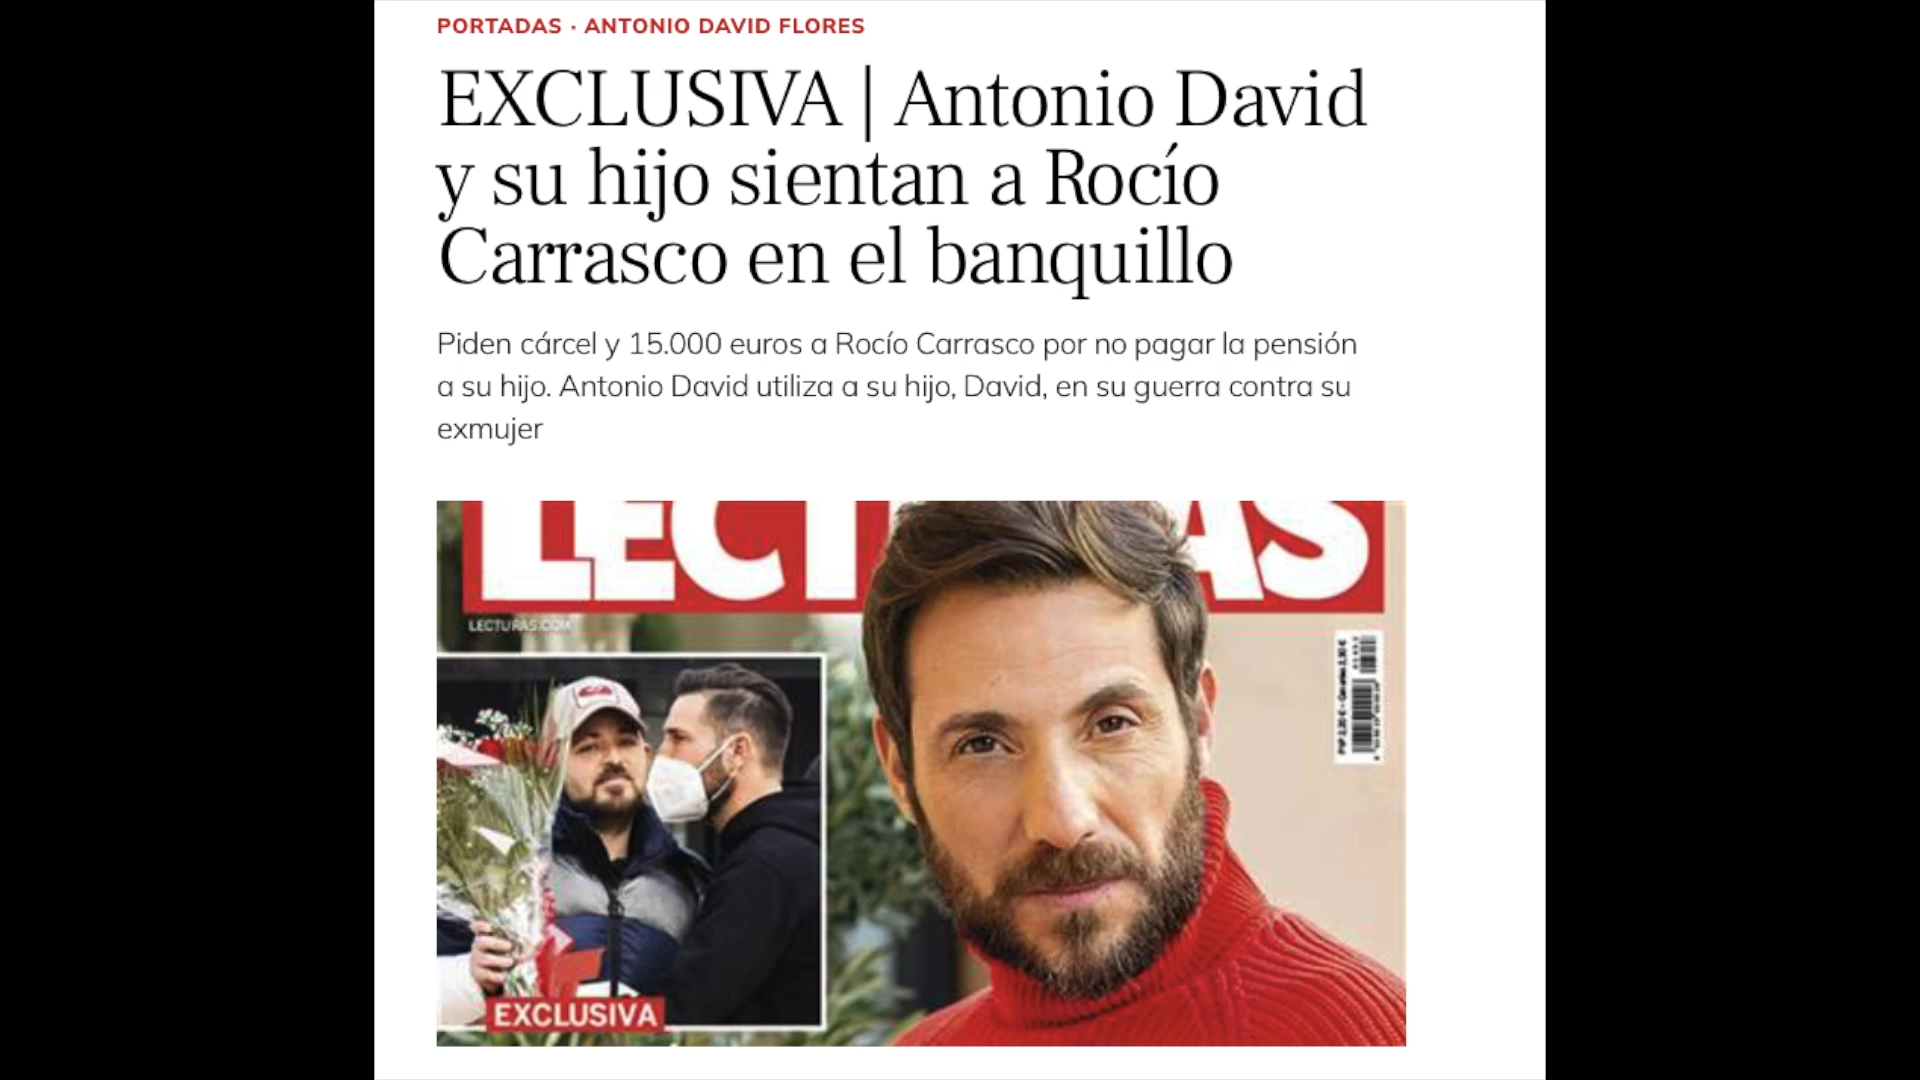 PORTADAS · ANTONIO DAVID FLORES
EXCLUSIVA | Antonio David
y su hijo sientan a Rocío
Carrasco en el banquillo
Piden cárcel y 15.000 euros a Rocío Carrasco por no pagar la pensión
a su hijo. Antonio David utiliza a su hijo, David, en su guerra contra su
exmujer
LECTURAS
LECTURAS.COM
EXCLUSIVA